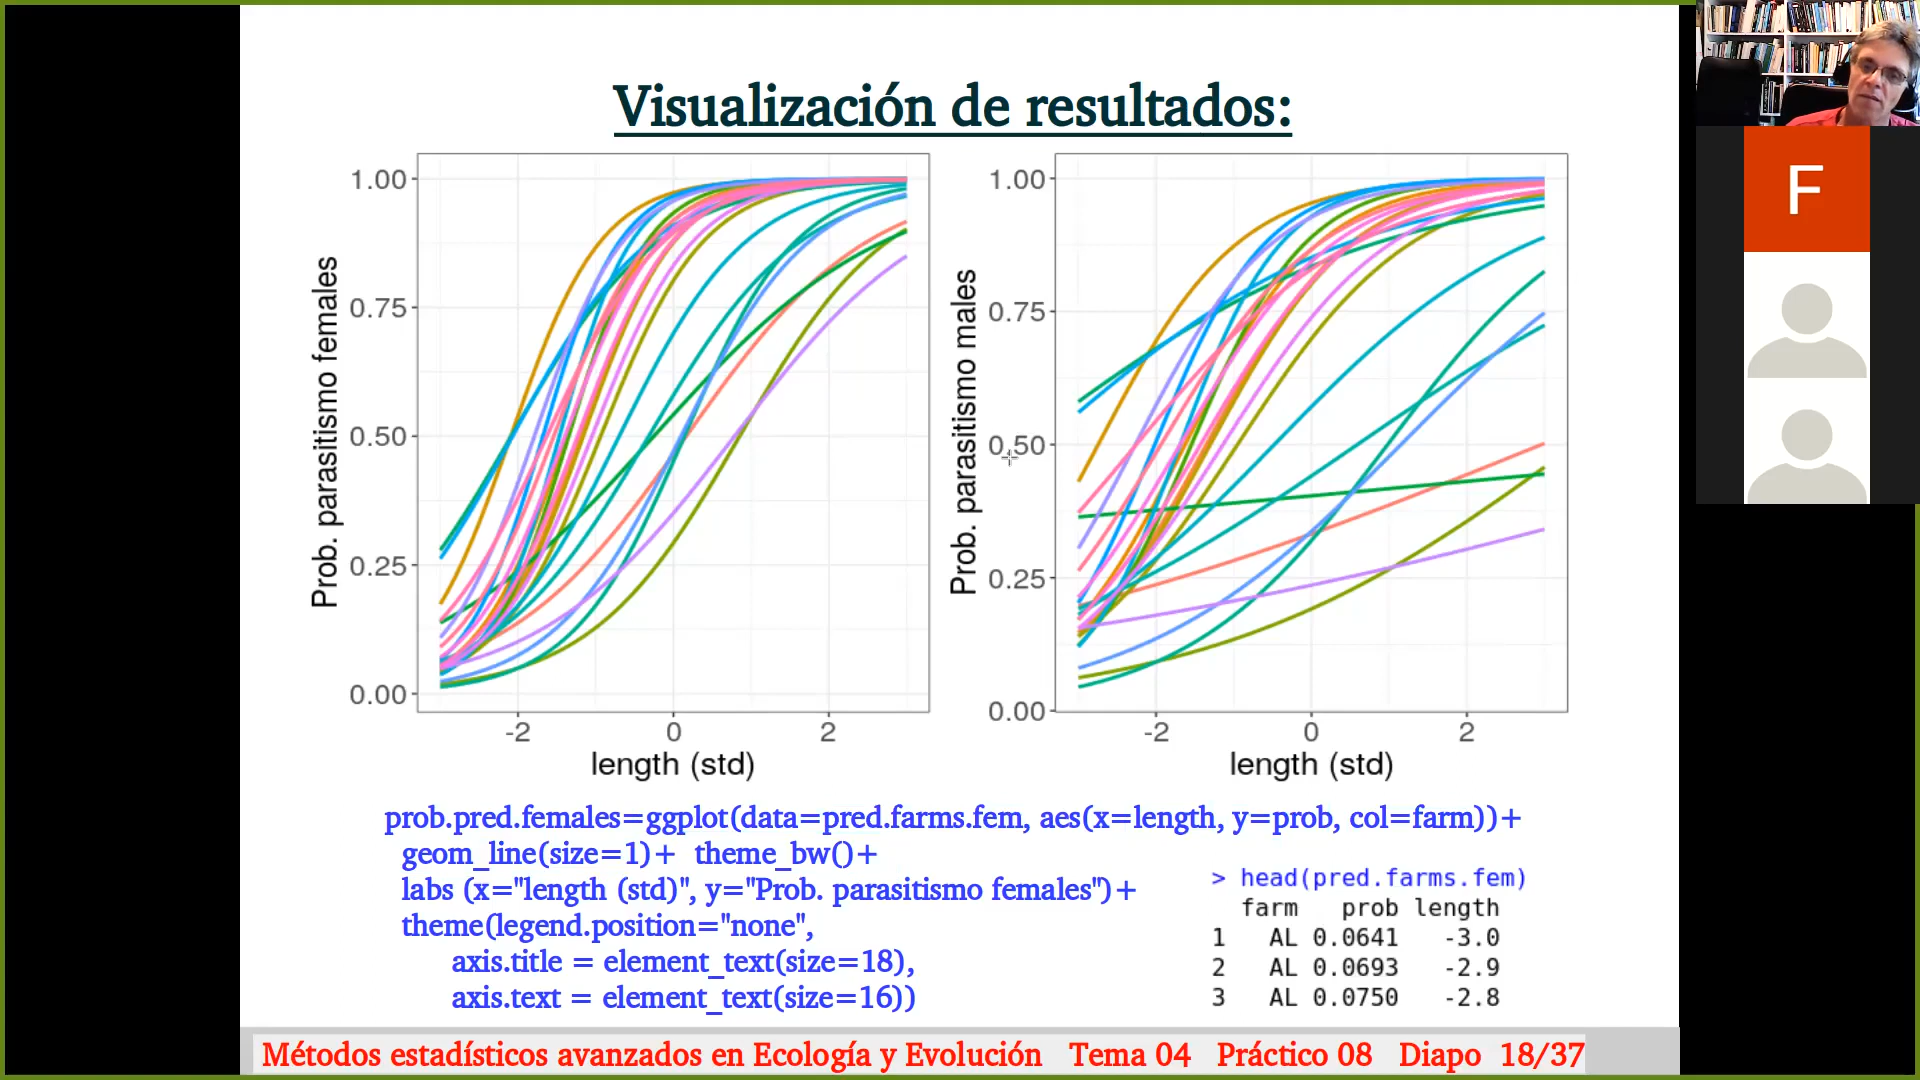 Visualización de resultados:
Prob. parasitismo females
1.00
0.75
0.50
0.25
0.00
-2 0 2
length (std)
Prob. parasitismo males
1.00
0.75
0.50
0.25
0.00
-2 0 2
length (std)
prob.pred.females=ggplot(data=pred.farms.fem, aes(x=length, y=prob, col=farm))+
geom_line(size=1)+ theme_bw()+
labs (x="length (std)", y="Prob. parasitismo females")+
theme(legend.position="none",
axis.title = element_text(size=18),
axis.text = element_text(size=16))
> head(pred.farms.fem)
farm prob length
1 AL 0.0641 -3.0
2 AL 0.0693 -2.9
3 AL 0.0750 -2.8
Métodos estadísticos avanzados en Ecología y Evolución Tema 04 Práctico 08 Diapo 18/37
F